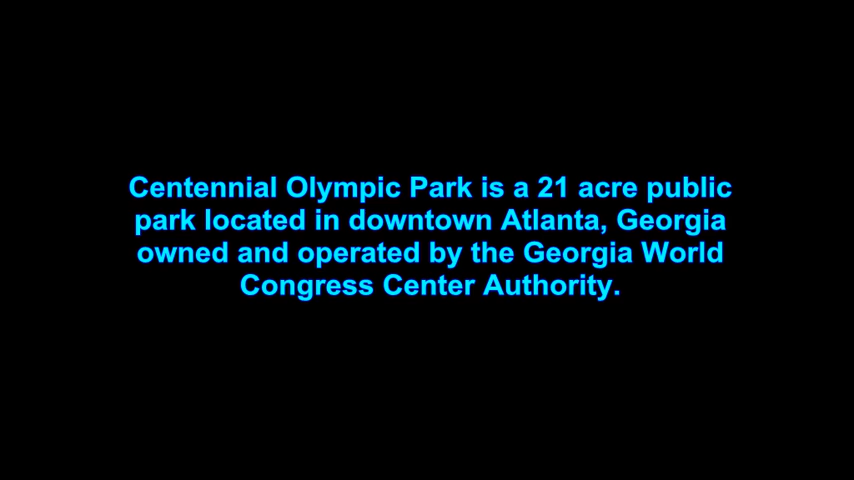 Centennial Olympic Park is a 21 acre public
park located in downtown Atlanta, Georgia
owned and operated by the Georgia World
Congress Center Authority.